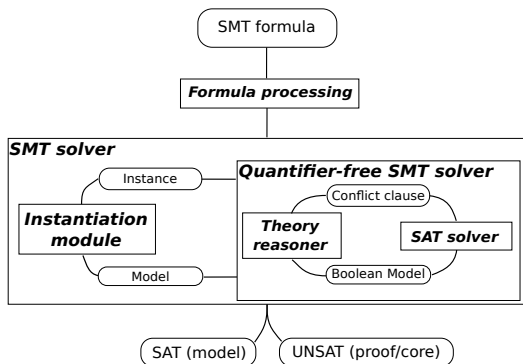 SMT formula
Formula processing
SMT solver
Instance
Quantifier-free SMT solver
Conflict clause
Instantiation
module
Theory
reasoner
SAT solver
Model
Boolean Model
SAT (model)
UNSAT (proof/core)